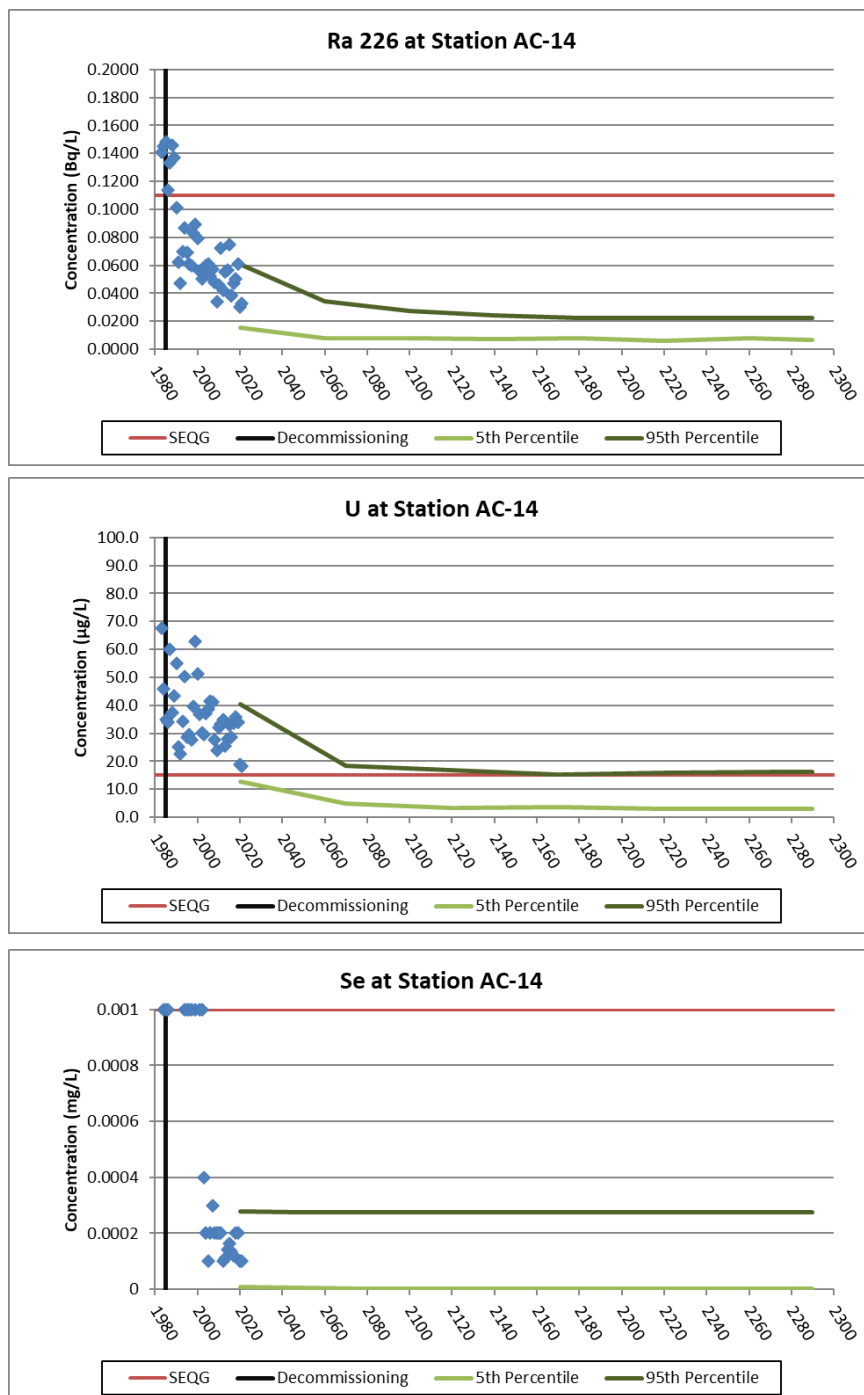 Ra 226 at Station AC-14
Concentration (Bq/L)
0.2000
0.1800
0.1600
0.1400
0.1200
0.1000
0.0800
0.0600
0.0400
0.0200
0.0000
1980 2000 2020 2040 2060 2080 2100 2120 2140 2160 2180 2200 2220 2240 2260 2280 2300
SEQG Decommissioning 5th Percentile 95th Percentile
U at Station AC-14
Concentration (µg/L)
100.0
90.0
80.0
70.0
60.0
50.0
40.0
30.0
20.0
10.0
0.0
1980 2000 2020 2040 2060 2080 2100 2120 2140 2160 2180 2200 2220 2240 2260 2280 2300
SEQG Decommissioning 5th Percentile 95th Percentile
Se at Station AC-14
Concentration (mg/L)
0.001
0.0008
0.0006
0.0004
0.0002
0
1980 2000 2020 2040 2060 2080 2100 2120 2140 2160 2180 2200 2220 2240 2260 2280 2300
SEQG Decommissioning 5th Percentile 95th Percentile